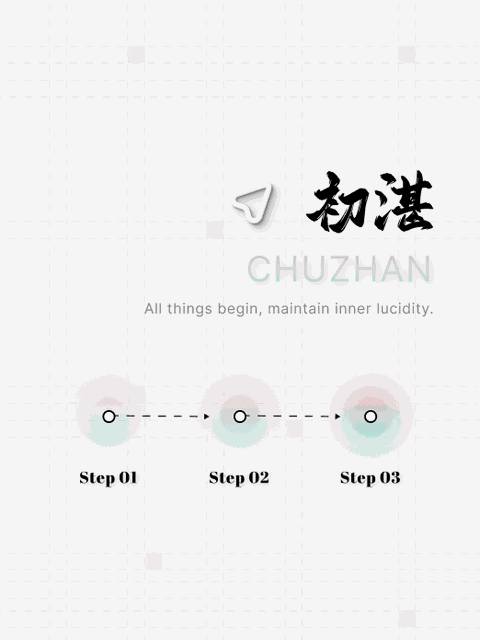 初湛
CHUZHAN
All things begin, maintain inner lucidity.
Step 01 Step 02 Step 03